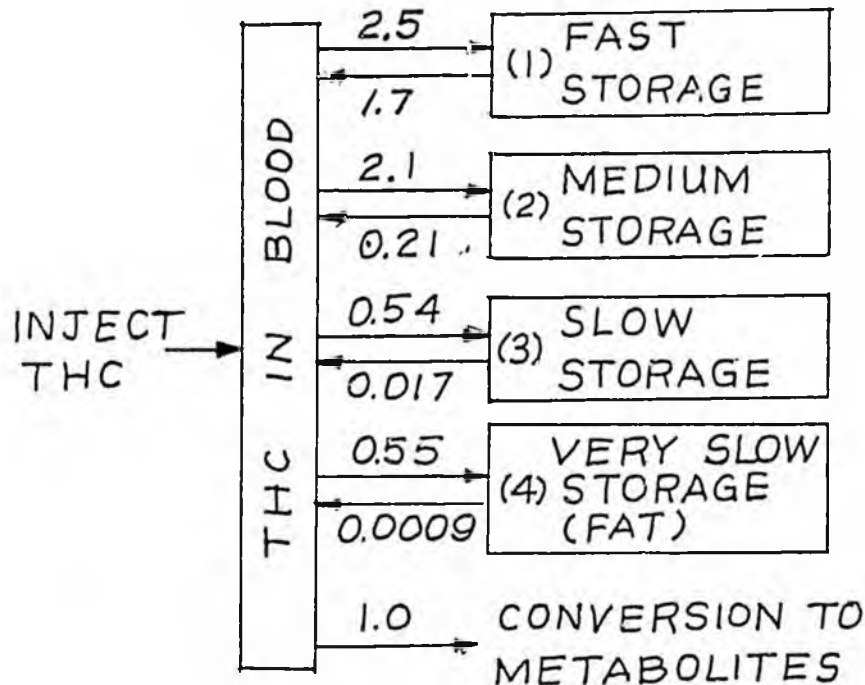 2.5
(1) FAST
STORAGE
1.7
2.1
(2) MEDIUM
STORAGE
0.21
INJECT
THC
THC IN BLOOD
0.54
(3) SLOW
STORAGE
0.017
0.55
(4) VERY SLOW
STORAGE
(FAT)
0.0009
1.0
CONVERSION TO
METABOLITES